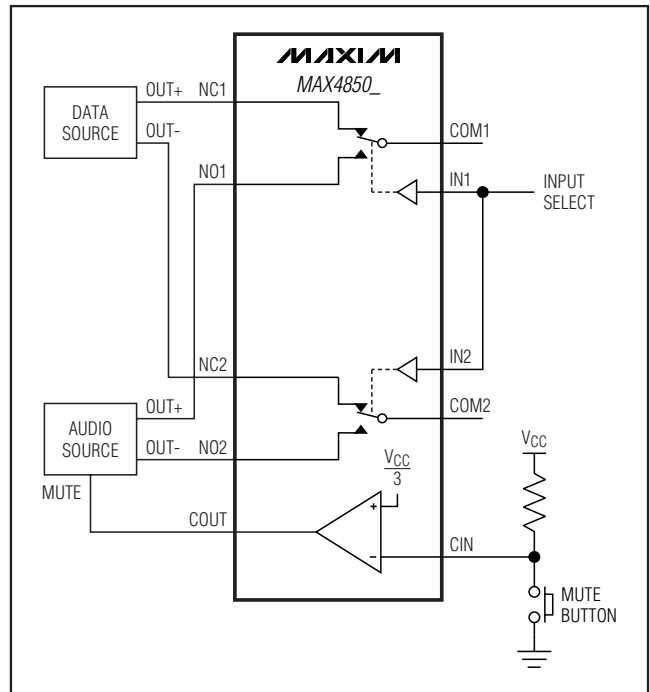 MAXIM
MAX4850_
OUT+ NC1
DATA
SOURCE
OUT-
COM1
NO1
IN1
INPUT
SELECT
NC2
IN2
COM2
OUT+
AUDIO
SOURCE
OUT- NO2
MUTE
VCC
3
VCC
COUT
+
-
CIN
MUTE
BUTTON